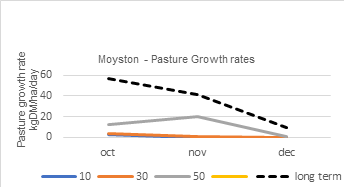 Moyston - Pasture Growth rates
Pasture growth rate
kgDM/ha/day
60
40
20
0
oct nov dec
10 30 50 long term